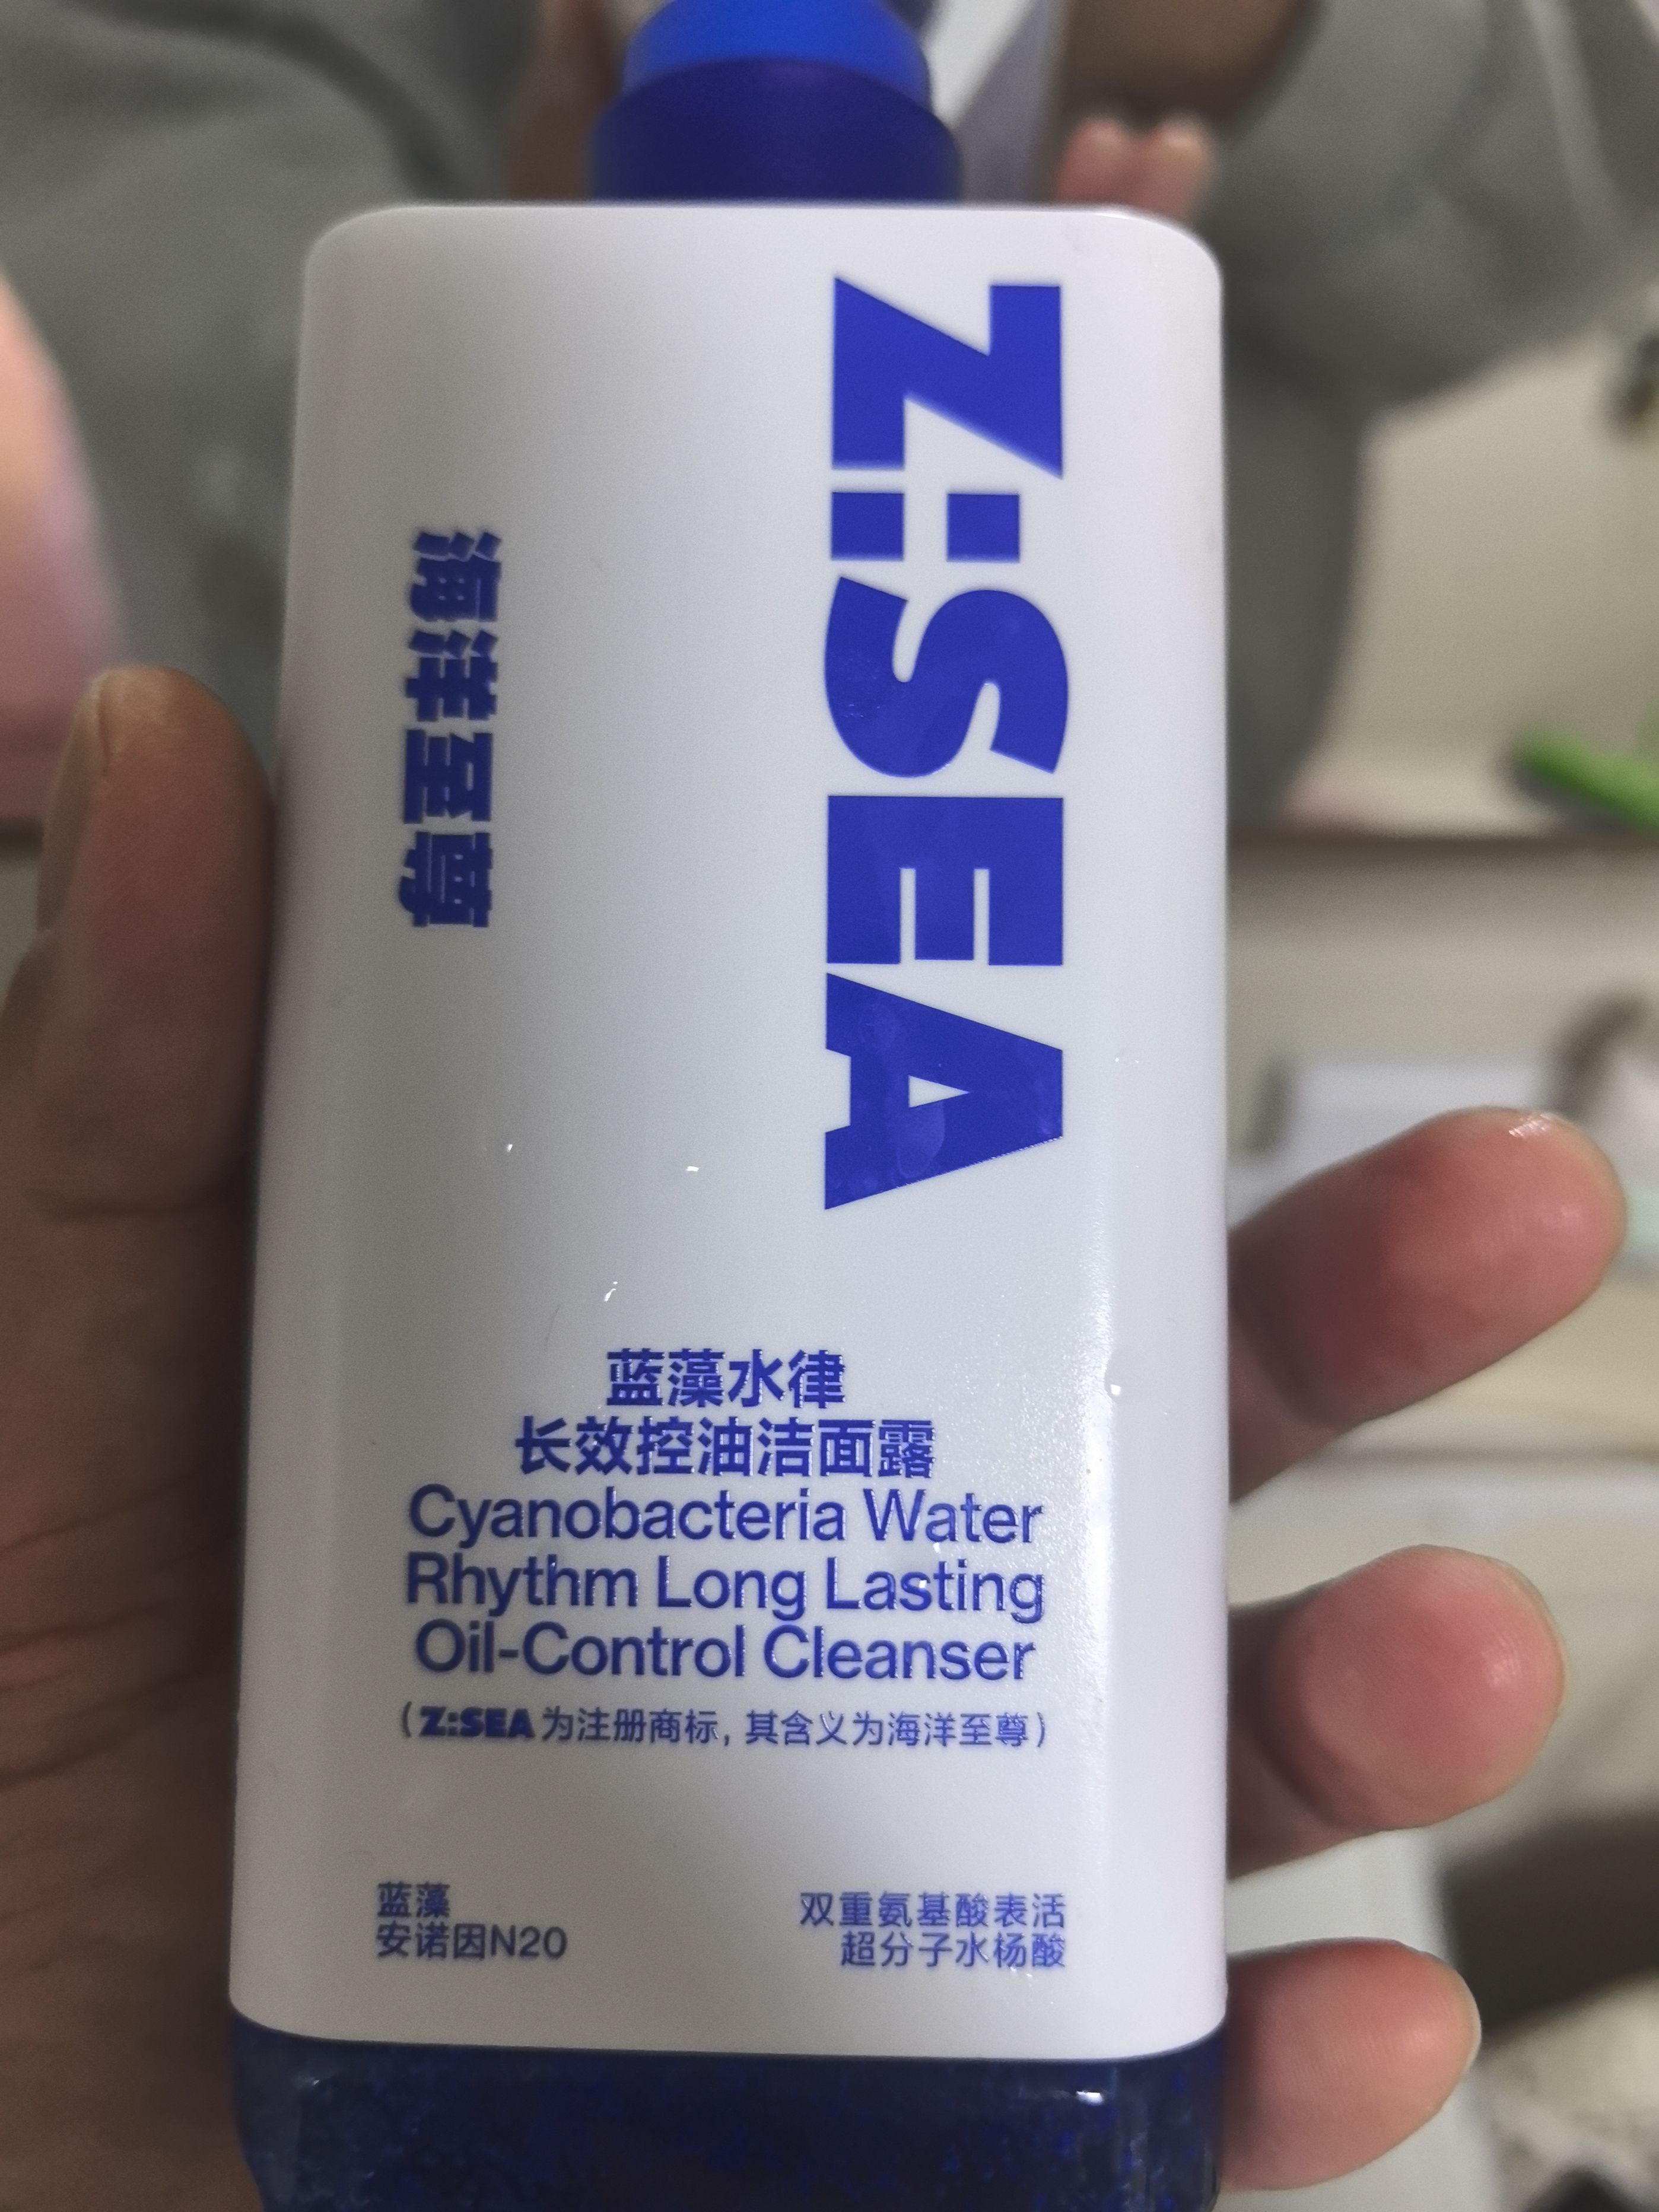 Z:SEA
海洋至尊
蓝藻水律
长效控油洁面露
Cyanobacteria Water
Rhythm Long Lasting
Oil-Control Cleanser
(Z:SEA为注册商标, 其含义为海洋至尊)
蓝藻
安诺因N20
双重氨基酸表活
超分子水杨酸